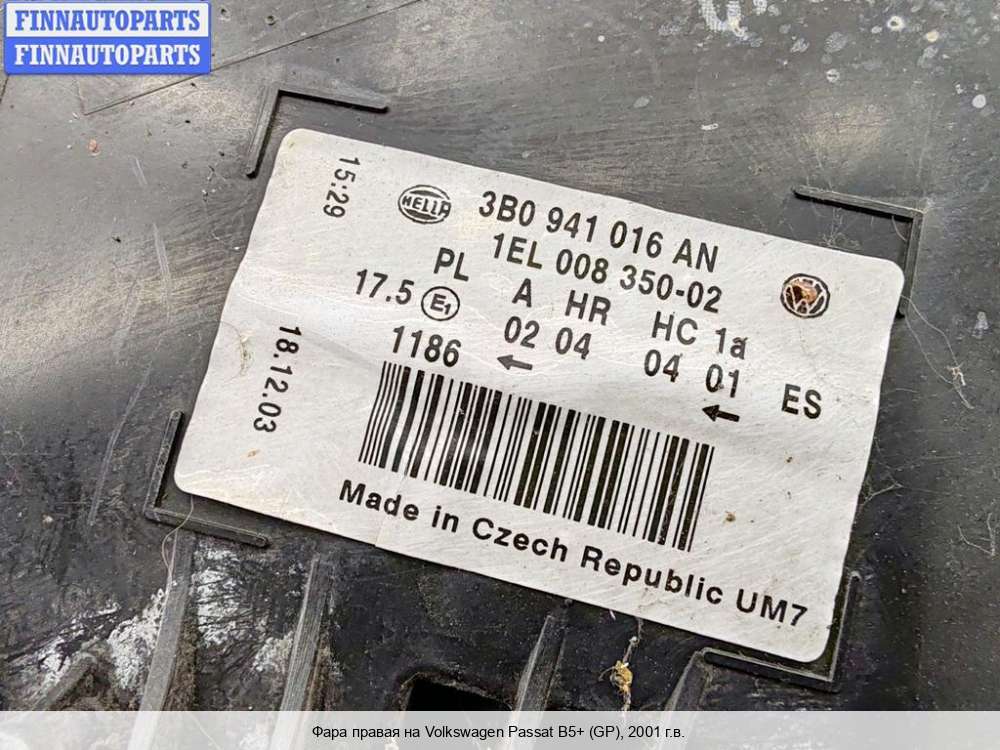 FINNAUTOPARTS
FINNAUTOPARTS
15:29
HELLA
3B0 941 016 AN
1EL 008 350-02
PL A HR HC 1a
17.5 E1 02 04 04 01 ES
1186
18.12.03
Made in Czech Republic UM7
Фара правая на Volkswagen Passat B5+ (GP), 2001 г.в.